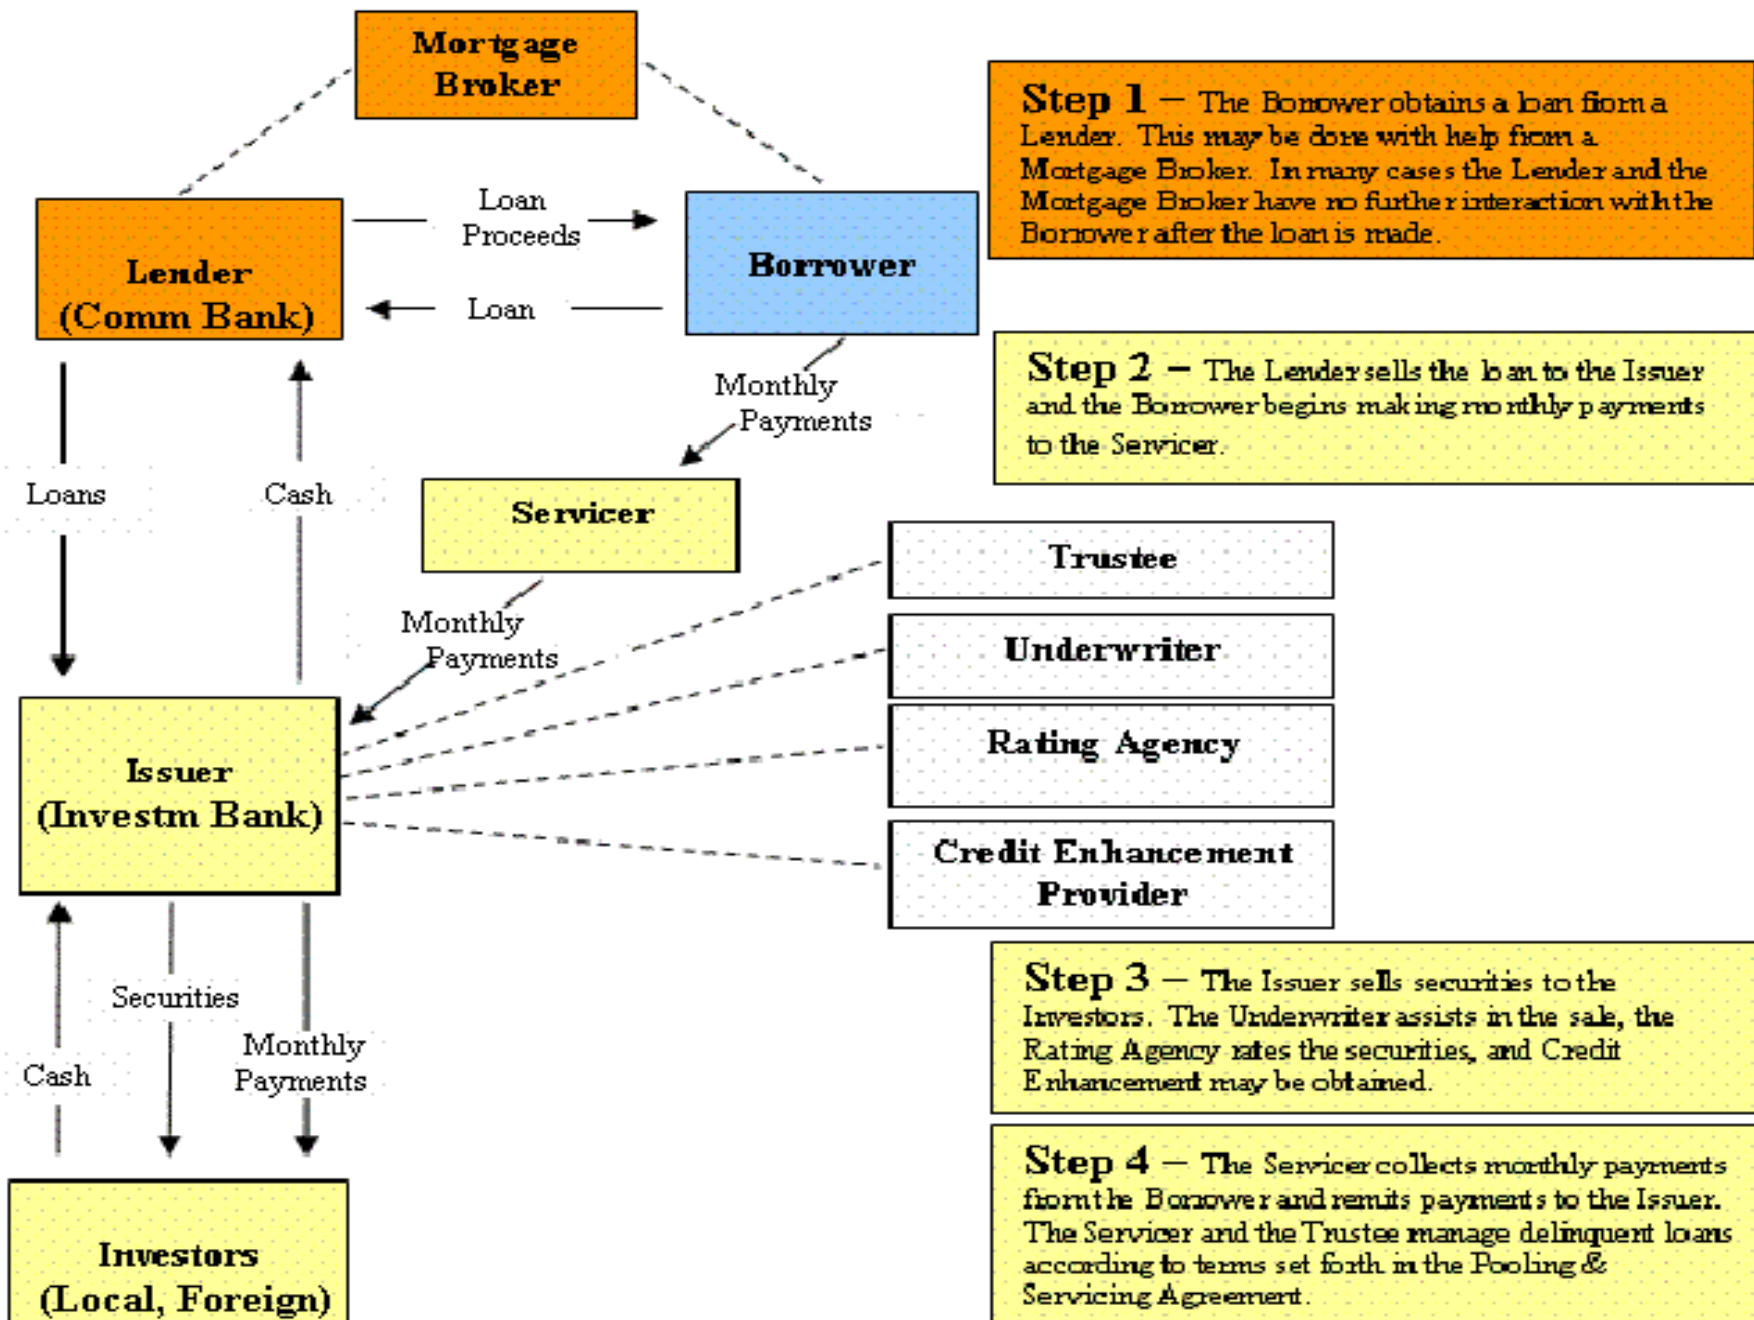 Mortgage
Broker
Step 1 – The Borrower obtains a loan from a
Lender. This may be done with help from a
Mortgage Broker. In many cases the Lender and the
Mortgage Broker have no further interaction with the
Borrower after the loan is made.
Loan
Proceeds
Lender
(Comm Bank)
Borrower
Loan
Step 2 – The Lender sells the loan to the Issuer
and the Borrower begins making monthly payments
to the Servicer.
Monthly
Payments
Loans
Cash
Servicer
Trustee
Monthly
Payments
Underwriter
Rating Agency
Issuer
(Investm Bank)
Credit Enhancement
Provider
Securities
Monthly
Payments
Cash
Step 3 – The Issuer sells securities to the
Investors. The Underwriter assists in the sale, the
Rating Agency rates the securities, and Credit
Enhancement may be obtained.
Step 4 – The Servicer collects monthly payments
from the Borrower and remits payments to the Issuer.
The Servicer and the Trustee manage delinquent loans
according to terms set forth in the Pooling &
Servicing Agreement.
Investors
(Local, Foreign)